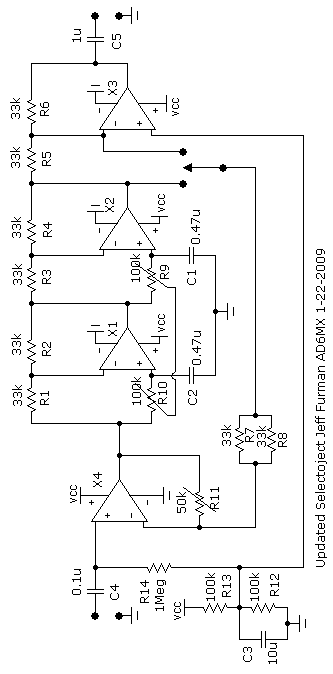 1u
C5
33k
R6
X3
vcc
33k
R5
33k
R4
X2
vcc
0.47u
C1
100k
R9
33k
R3
33k
R2
X1
vcc
0.47u
C2
100k
R10
33k
R1
33k
R7
33k
R8
vcc
X4
50k
R11
0.1u
C4
R14
1Meg
vcc
100k
R13
100k
R12
C3
10u
Updated Selectoject Jeff Furman AD6MX 1-22-2009